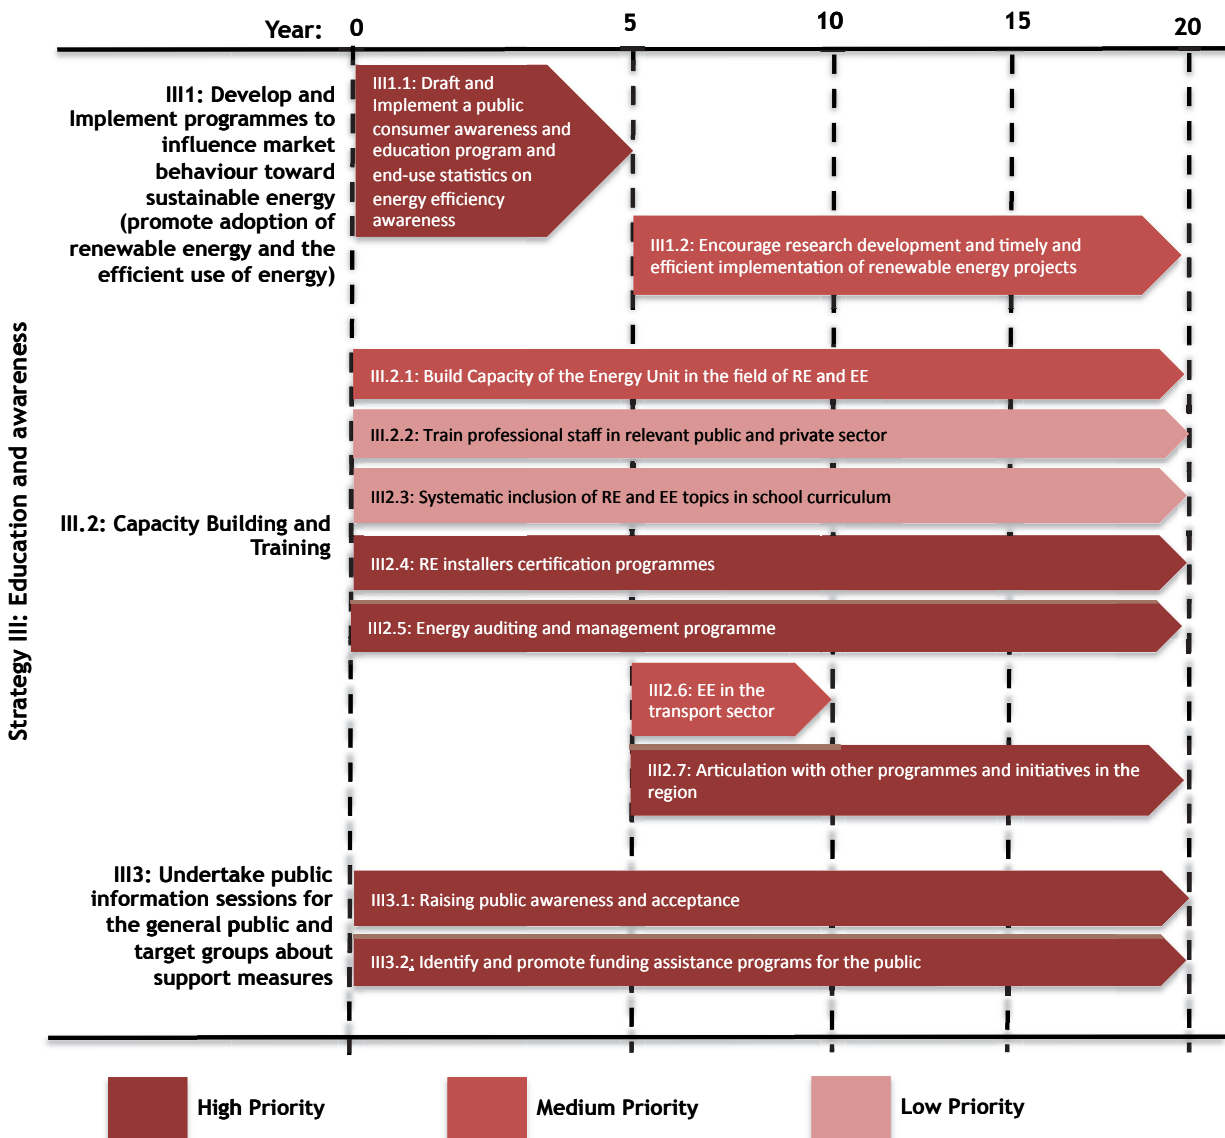 Year: 0 5 10 15 20
III1: Develop and
Implement programmes to
influence market
behaviour toward
sustainable energy
(promote adoption of
renewable energy and the
efficient use of energy)
III1.1: Draft and
Implement a public
consumer awareness and
education program and
end-use statistics on
energy efficiency
awareness
III1.2: Encourage research development and timely and
efficient implementation of renewable energy projects
Strategy III: Education and awareness
III.2: Capacity Building and
Training
III.2.1: Build Capacity of the Energy Unit in the field of RE and EE
III.2.2: Train professional staff in relevant public and private sector
III2.3: Systematic inclusion of RE and EE topics in school curriculum
III2.4: RE installers certification programmes
III2.5: Energy auditing and management programme
III2.6: EE in the
transport sector
III2.7: Articulation with other programmes and initiatives in the
region
III3: Undertake public
information sessions for
the general public and
target groups about
support measures
III3.1: Raising public awareness and acceptance
III3.2: Identify and promote funding assistance programs for the public
High Priority
Medium Priority
Low Priority